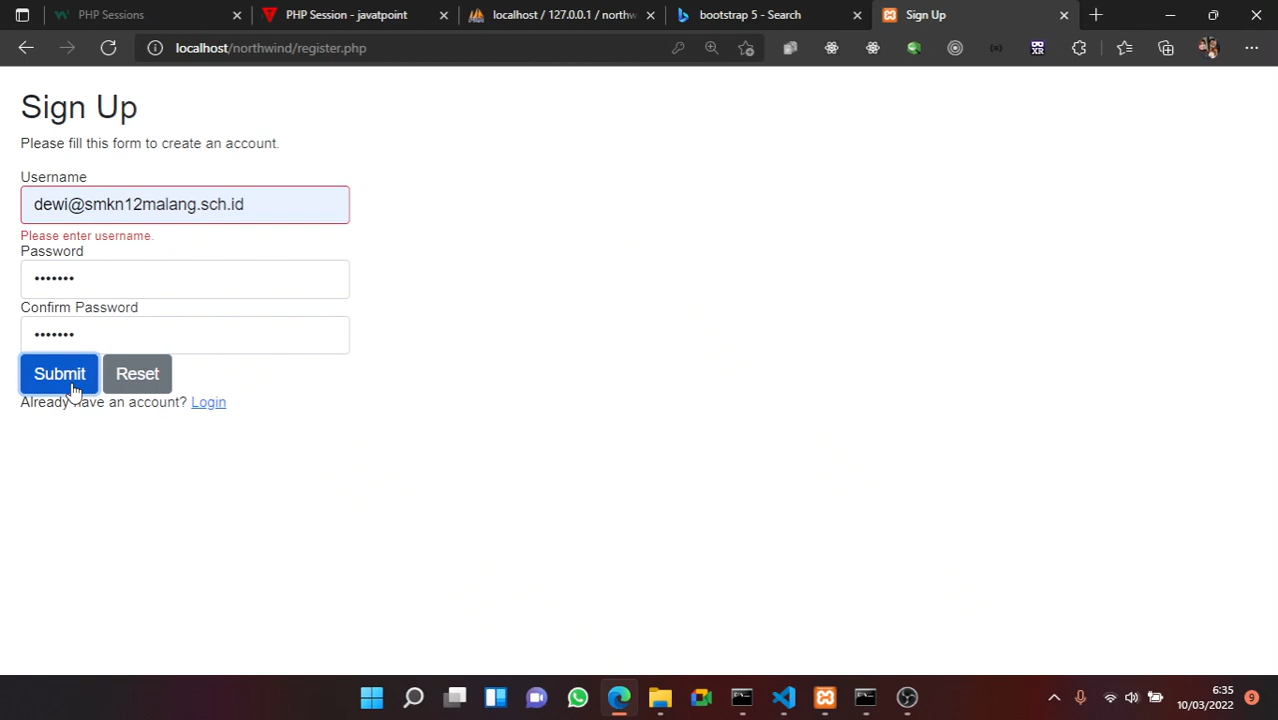 PHP Sessions
PHP Session - javatpoint
localhost / 127.0.0.1 / northw
bootstrap 5 - Search
Sign Up
localhost/northwind/register.php
XR
Sign Up
Please fill this form to create an account.
Username
dewi@smkn12malang.sch.id
Please enter username.
Password
•••••••
Confirm Password
•••••••
Submit Reset
Already have an account? Login
6:35
10/03/2022
9